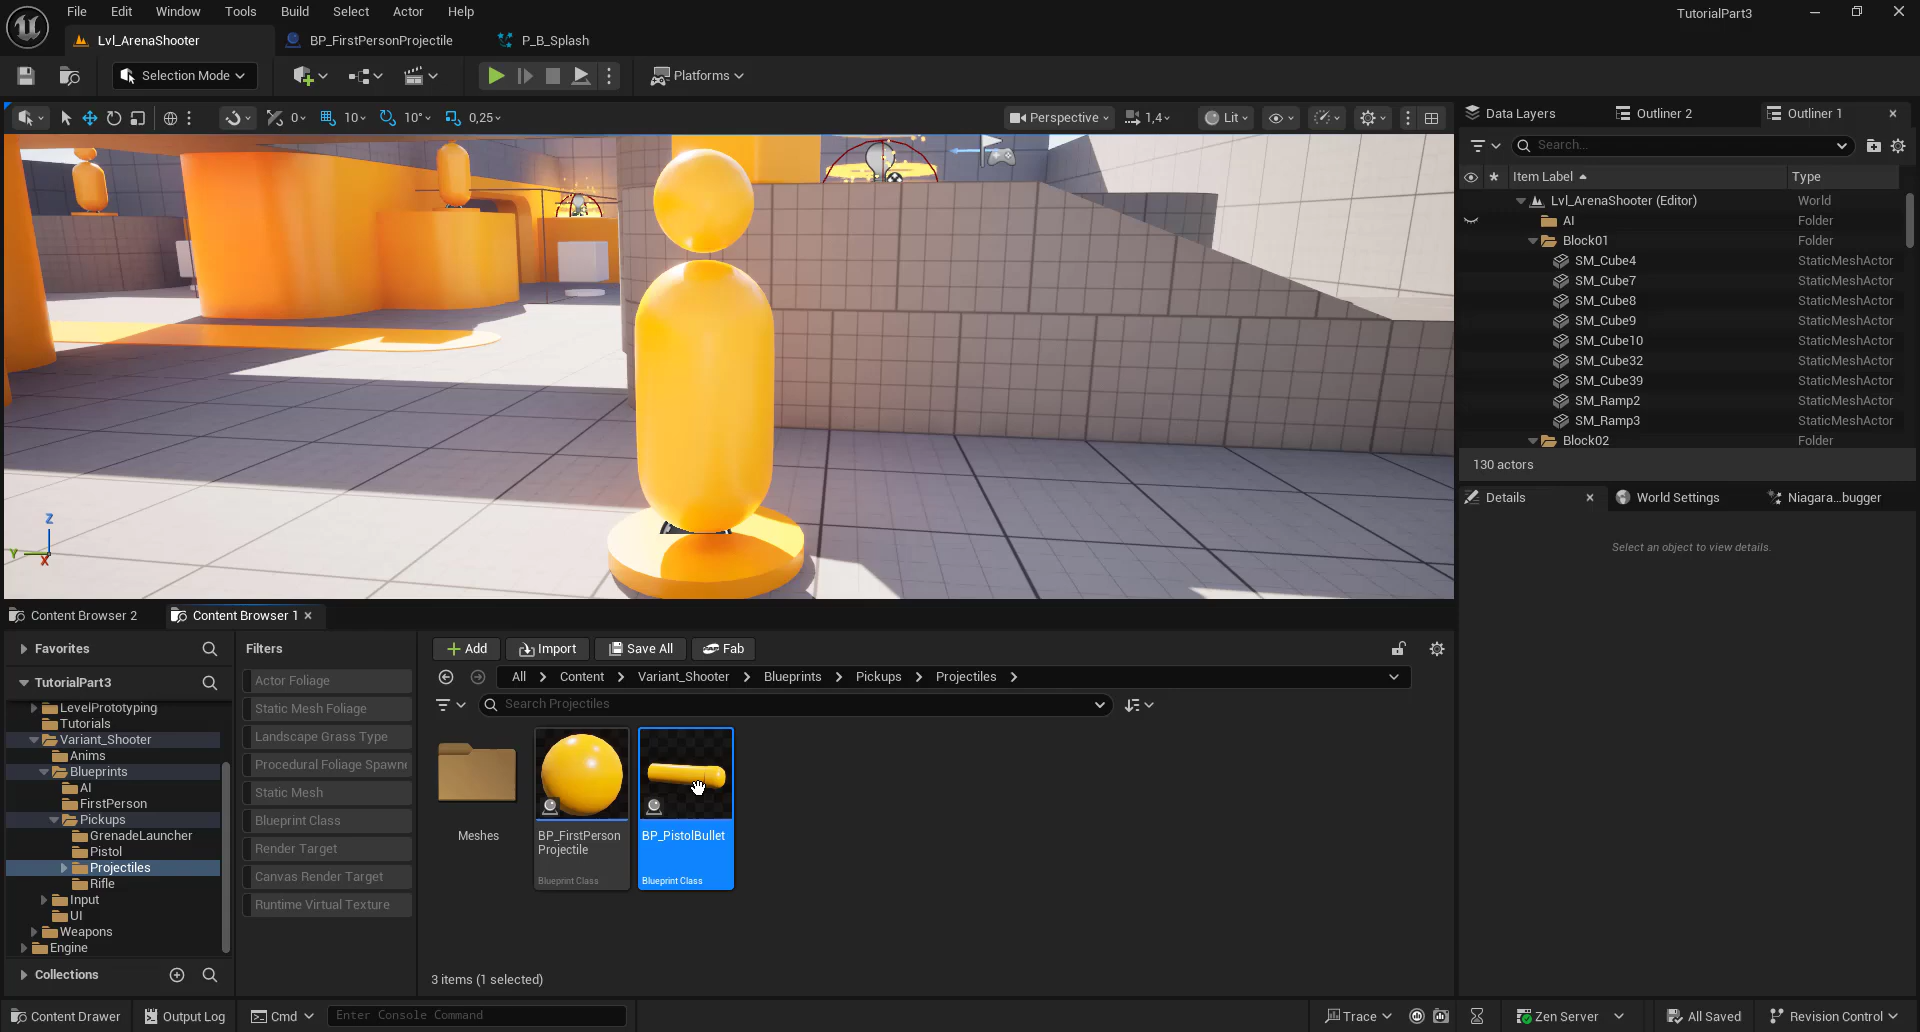 File Edit Window Tools Build Select Actor Help
TutorialPart3
Lvl_ArenaShooter
BP_FirstPersonProjectile
P_B_Splash
Selection Mode
Platforms
0
10
10°
0,25
Perspective
1,4
Lit
Data Layers
Outliner 2
Outliner 1
Search...
Item Label
Type
Lvl_ArenaShooter (Editor) World
AI Folder
Block01 Folder
SM_Cube4 StaticMeshActor
SM_Cube7 StaticMeshActor
SM_Cube8 StaticMeshActor
SM_Cube9 StaticMeshActor
SM_Cube10 StaticMeshActor
SM_Cube32 StaticMeshActor
SM_Cube39 StaticMeshActor
SM_Ramp2 StaticMeshActor
SM_Ramp3 StaticMeshActor
Block02 Folder
130 actors
Details
World Settings
Niagara...bugger
Select an object to view details.
Z
Y
X
Content Browser 2
Content Browser 1
Favorites
TutorialPart3
LevelPrototyping
Tutorials
Variant_Shooter
Anims
Blueprints
AI
FirstPerson
Pickups
GrenadeLauncher
Pistol
Projectiles
Rifle
Input
UI
Weapons
Engine
Collections
Filters
Actor Foliage
Static Mesh Foliage
Landscape Grass Type
Procedural Foliage Spawne
Static Mesh
Blueprint Class
Render Target
Canvas Render Target
Runtime Virtual Texture
Add
Import
Save All
Fab
All
Content
Variant_Shooter
Blueprints
Pickups
Projectiles
Search Projectiles
Meshes
BP_FirstPerson
Projectile
Blueprint Class
BP_PistolBullet
Blueprint Class
3 items (1 selected)
Content Drawer
Output Log
Cmd
Enter Console Command
Trace
Zen Server
All Saved
Revision Control